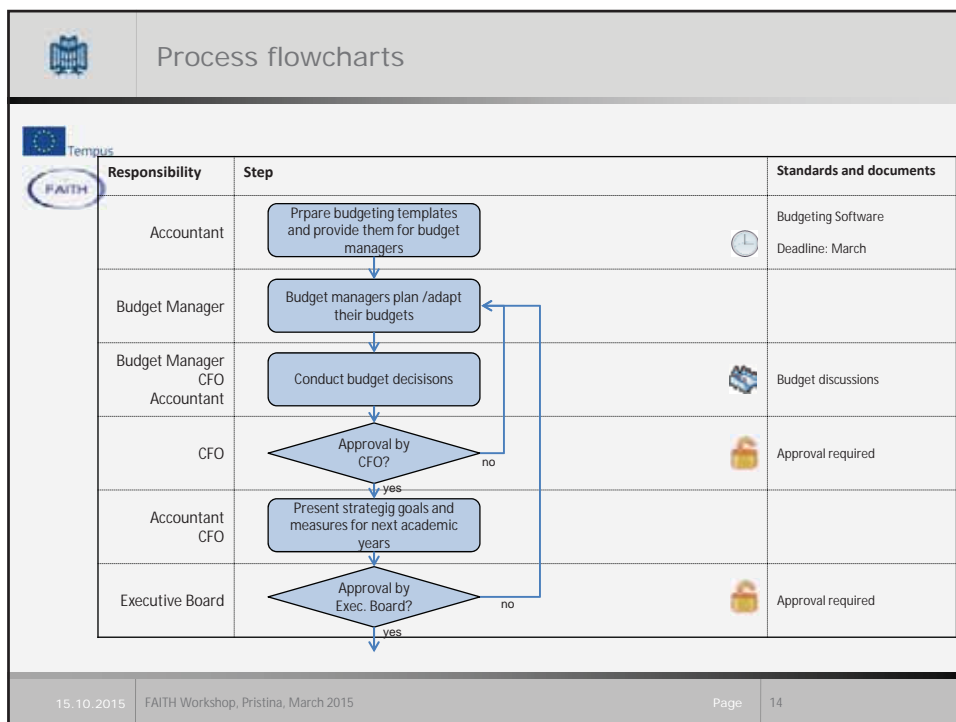 Process flowcharts
Tempus
FAITH
Responsibility
Step
Standards and documents
Accountant
Prpare budgeting templates
and provide them for budget
managers
Budgeting Software
Deadline: March
Budget Manager
Budget managers plan /adapt
their budgets
Budget Manager
CFO
Accountant
Conduct budget decisisons
Budget discussions
CFO
Approval by
CFO?
no
yes
Approval required
Accountant
CFO
Present strategig goals and
measures for next academic
years
Executive Board
Approval by
Exec. Board?
no
yes
Approval required
15.10.2015
FAITH Workshop, Pristina, March 2015
Page
14